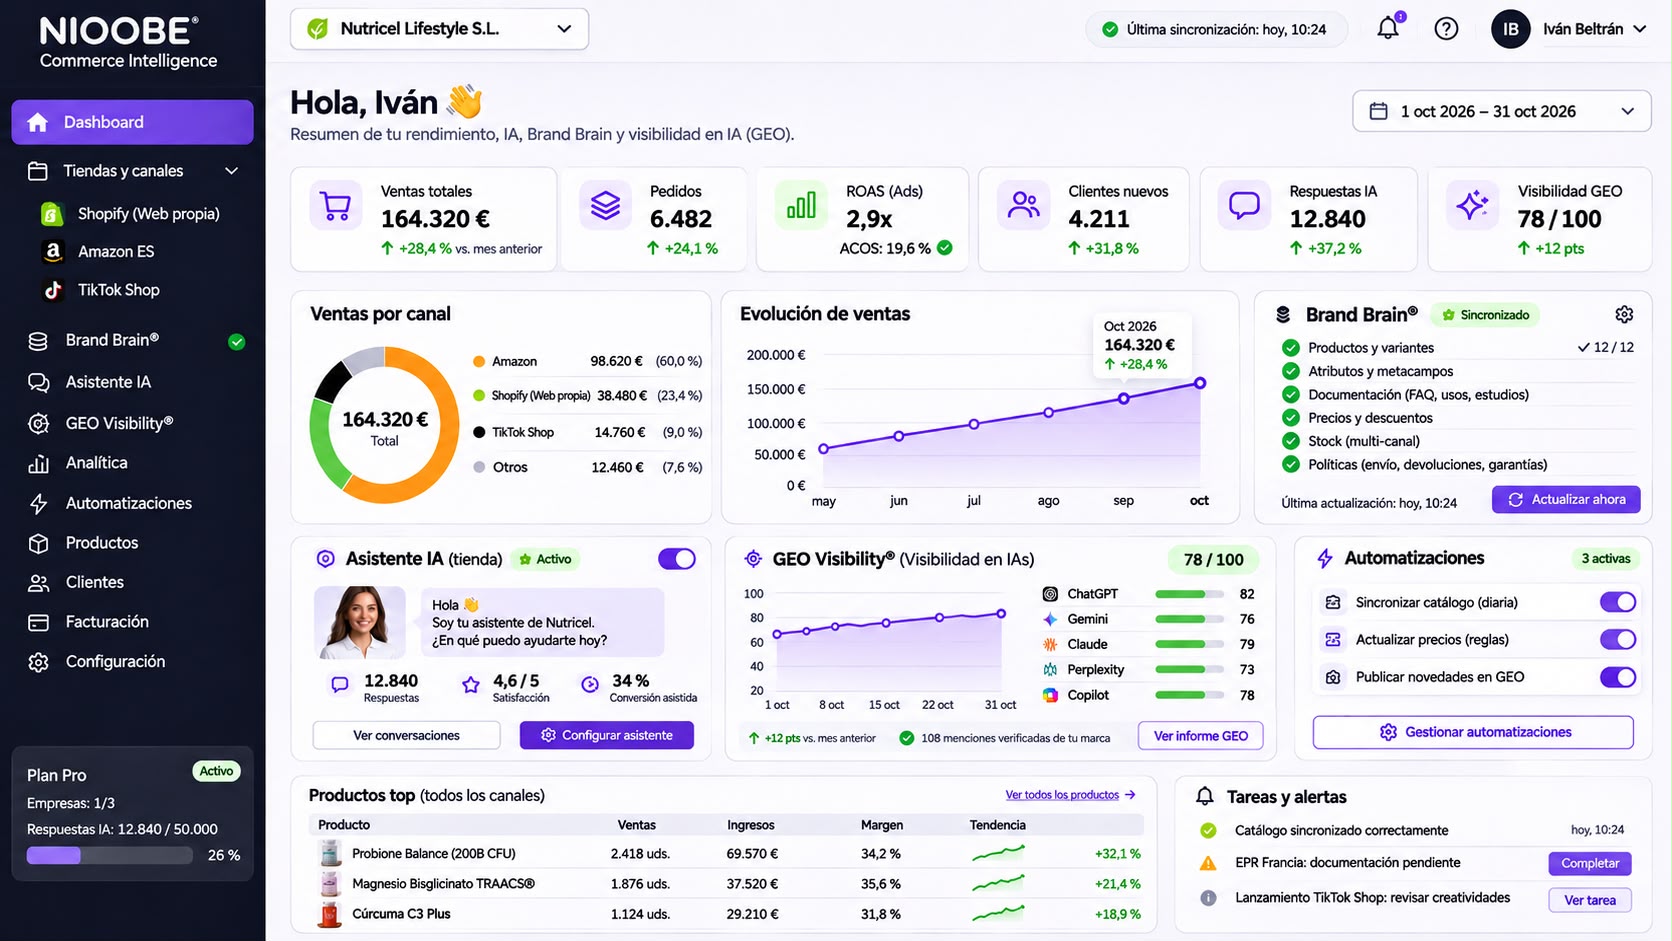 NIOOBE®
Commerce Intelligence
Dashboard
Tiendas y canales
Shopify (Web propia)
Amazon ES
TikTok Shop
Brand Brain®
Asistente IA
GEO Visibility®
Analítica
Automatizaciones
Productos
Clientes
Facturación
Configuración
Plan Pro
Activo
Empresas: 1/3
Respuestas IA: 12.840 / 50.000
26 %
Nutricel Lifestyle S.L.
Última sincronización: hoy, 10:24
IB
Iván Beltrán
Hola, Iván 👋
Resumen de tu rendimiento, IA, Brand Brain y visibilidad en IA (GEO).
1 oct 2026 – 31 oct 2026
Ventas totales
164.320 €
+28,4 % vs. mes anterior
Pedidos
6.482
+24,1 %
ROAS (Ads)
2,9x
ACOS: 19,6 %
Clientes nuevos
4.211
+31,8 %
Respuestas IA
12.840
+37,2 %
Visibilidad GEO
78 / 100
+12 pts
Ventas por canal
164.320 €
Total
Amazon 98.620 € (60,0 %)
Shopify (Web propia) 38.480 € (23,4 %)
TikTok Shop 14.760 € (9,0 %)
Otros 12.460 € (7,6 %)
Evolución de ventas
Oct 2026
164.320 €
+28,4 %
200.000 €
150.000 €
100.000 €
50.000 €
0 €
may jun jul ago sep oct
Brand Brain®
Sincronizado
Productos y variantes
12 / 12
Atributos y metacampos
Documentación (FAQ, usos, estudios)
Precios y descuentos
Stock (multi-canal)
Políticas (envío, devoluciones, garantías)
Última actualización: hoy, 10:24
Actualizar ahora
Asistente IA (tienda)
Activo
Hola 👋
Soy tu asistente de Nutricel.
¿En qué puedo ayudarte hoy?
12.840
Respuestas
4,6 / 5
Satisfacción
34 %
Conversión asistida
Ver conversaciones
Configurar asistente
GEO Visibility® (Visibilidad en IAs)
78 / 100
100
80
60
40
20
1 oct 8 oct 15 oct 22 oct 31 oct
ChatGPT 82
Gemini 76
Claude 79
Perplexity 73
Copilot 78
+12 pts vs. mes anterior
108 menciones verificadas de tu marca
Ver informe GEO
Automatizaciones
3 activas
Sincronizar catálogo (diaria)
Actualizar precios (reglas)
Publicar novedades en GEO
Gestionar automatizaciones
Productos top (todos los canales)
Ver todos los productos →
Producto Ventas Ingresos Margen Tendencia
Probione Balance (200B CFU) 2.418 uds. 69.570 € 34,2 % +32,1 %
Magnesio Bisglicinato TRAACS® 1.876 uds. 37.520 € 35,6 % +21,4 %
Cúrcuma C3 Plus 1.124 uds. 29.210 € 31,8 % +18,9 %
Tareas y alertas
Catálogo sincronizado correctamente
hoy, 10:24
EPR Francia: documentación pendiente
Completar
Lanzamiento TikTok Shop: revisar creatividades
Ver tarea